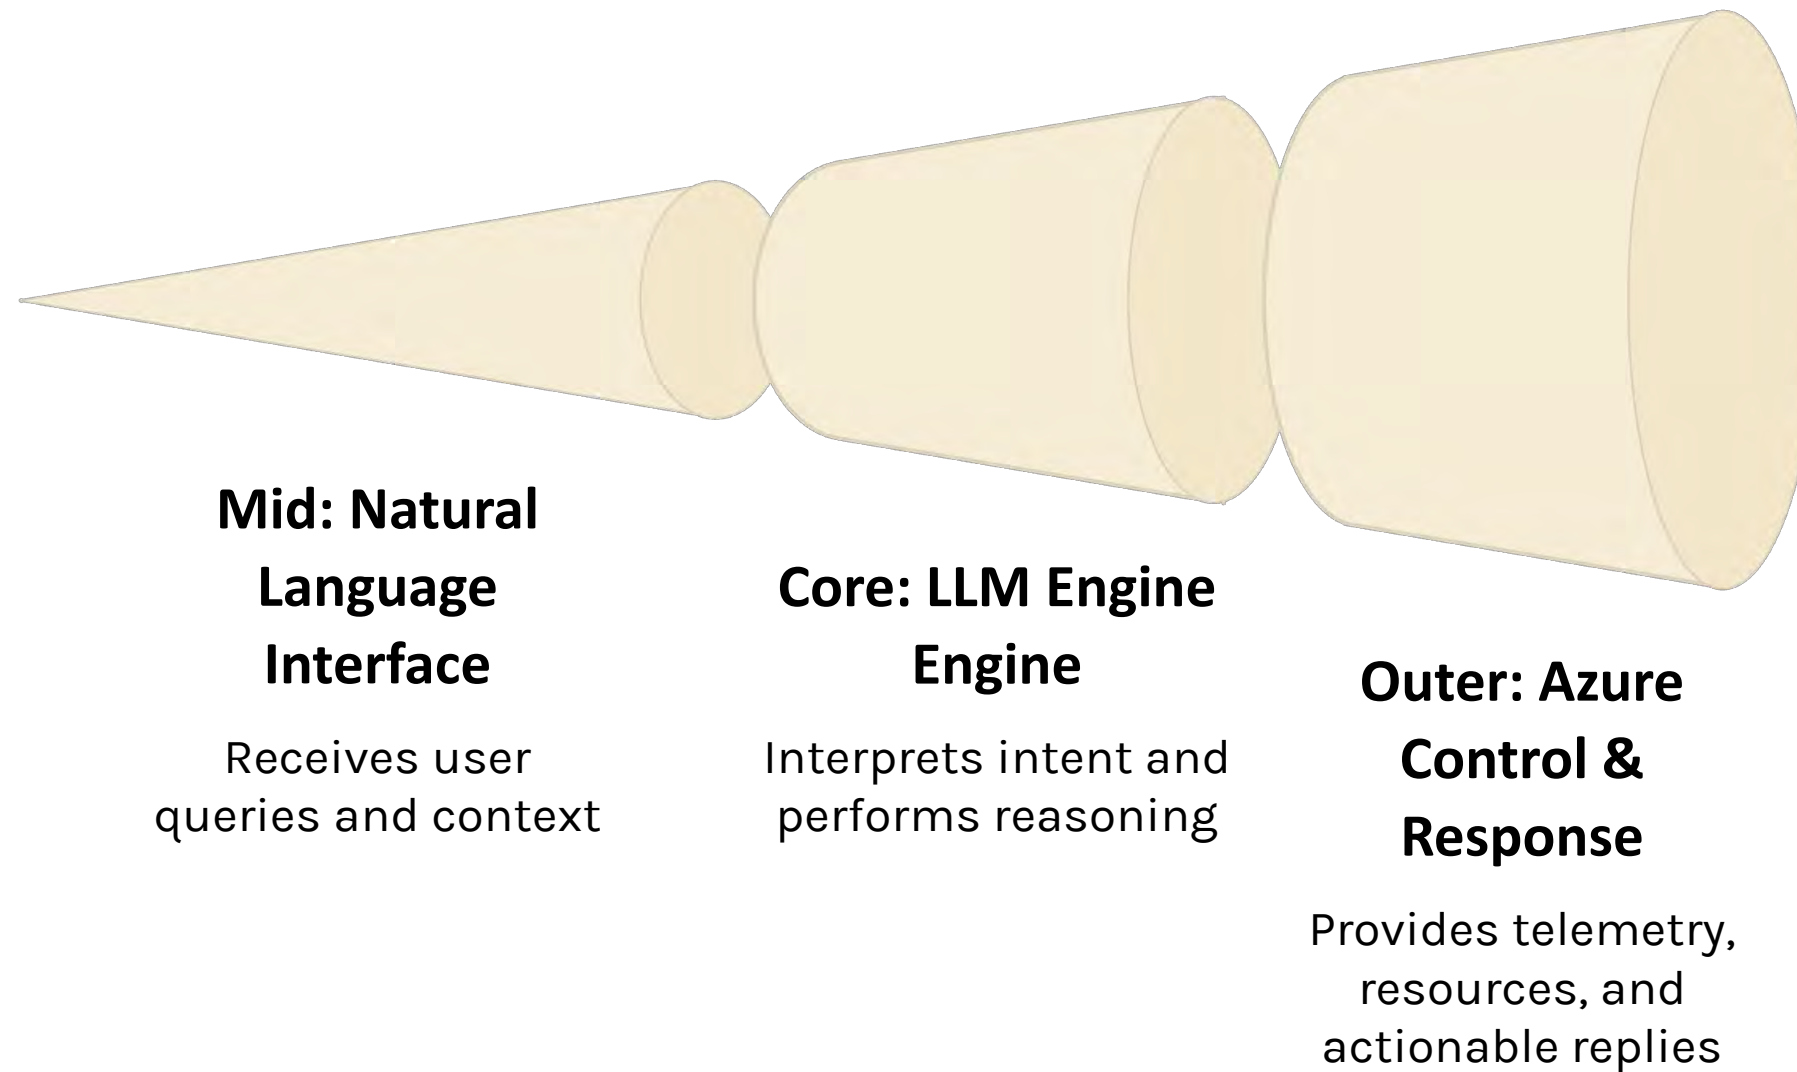 Mid: Natural
Language
Interface
Receives user
queries and context
Core: LLM Engine
Engine
Interprets intent and
performs reasoning
Outer: Azure
Control &
Response
Provides telemetry,
resources, and
actionable replies